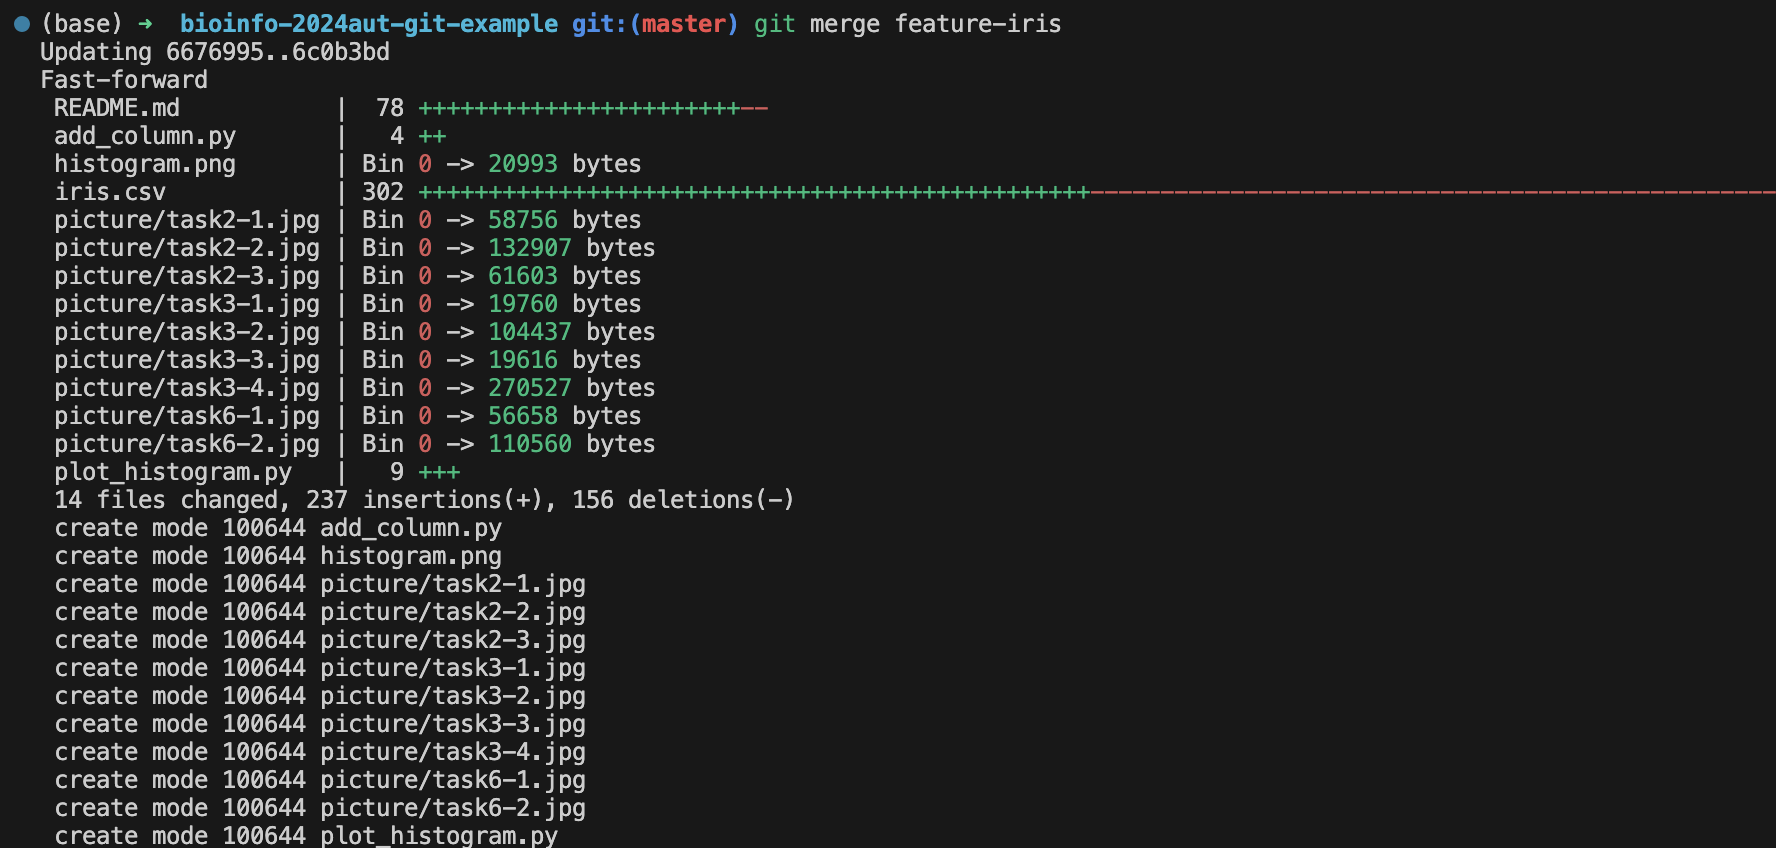 (base) ➜  bioinfo-2024aut-git-example git:(master) git merge feature-iris
Updating 6676995..6c0b3bd
Fast-forward
 README.md           |  78 +++++++++++++++++++++++--
 add_column.py       |   4 ++
 histogram.png       | Bin 0 -> 20993 bytes
 iris.csv            | 302 ++++++++++++++++++++++++++++++++++++++++++++++++-------------------------------------------------
 picture/task2-1.jpg | Bin 0 -> 58756 bytes
 picture/task2-2.jpg | Bin 0 -> 132907 bytes
 picture/task2-3.jpg | Bin 0 -> 61603 bytes
 picture/task3-1.jpg | Bin 0 -> 19760 bytes
 picture/task3-2.jpg | Bin 0 -> 104437 bytes
 picture/task3-3.jpg | Bin 0 -> 19616 bytes
 picture/task3-4.jpg | Bin 0 -> 270527 bytes
 picture/task6-1.jpg | Bin 0 -> 56658 bytes
 picture/task6-2.jpg | Bin 0 -> 110560 bytes
 plot_histogram.py   |   9 +++
 14 files changed, 237 insertions(+), 156 deletions(-)
 create mode 100644 add_column.py
 create mode 100644 histogram.png
 create mode 100644 picture/task2-1.jpg
 create mode 100644 picture/task2-2.jpg
 create mode 100644 picture/task2-3.jpg
 create mode 100644 picture/task3-1.jpg
 create mode 100644 picture/task3-2.jpg
 create mode 100644 picture/task3-3.jpg
 create mode 100644 picture/task3-4.jpg
 create mode 100644 picture/task6-1.jpg
 create mode 100644 picture/task6-2.jpg
 create mode 100644 plot_histogram.py